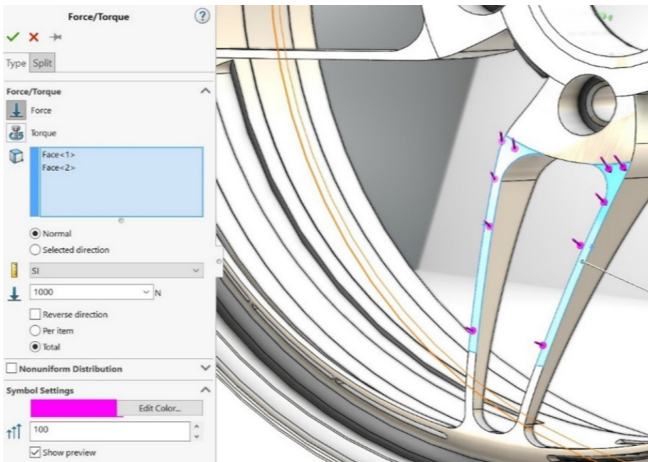 Force/Torque
?
Type Split
Force/Torque
Force
Torque
Face<1>
Face<2>
Normal
Selected direction
SI
1000 N
Reverse direction
Per item
Total
Nonuniform Distribution
Symbol Settings
Edit Color...
100
Show preview